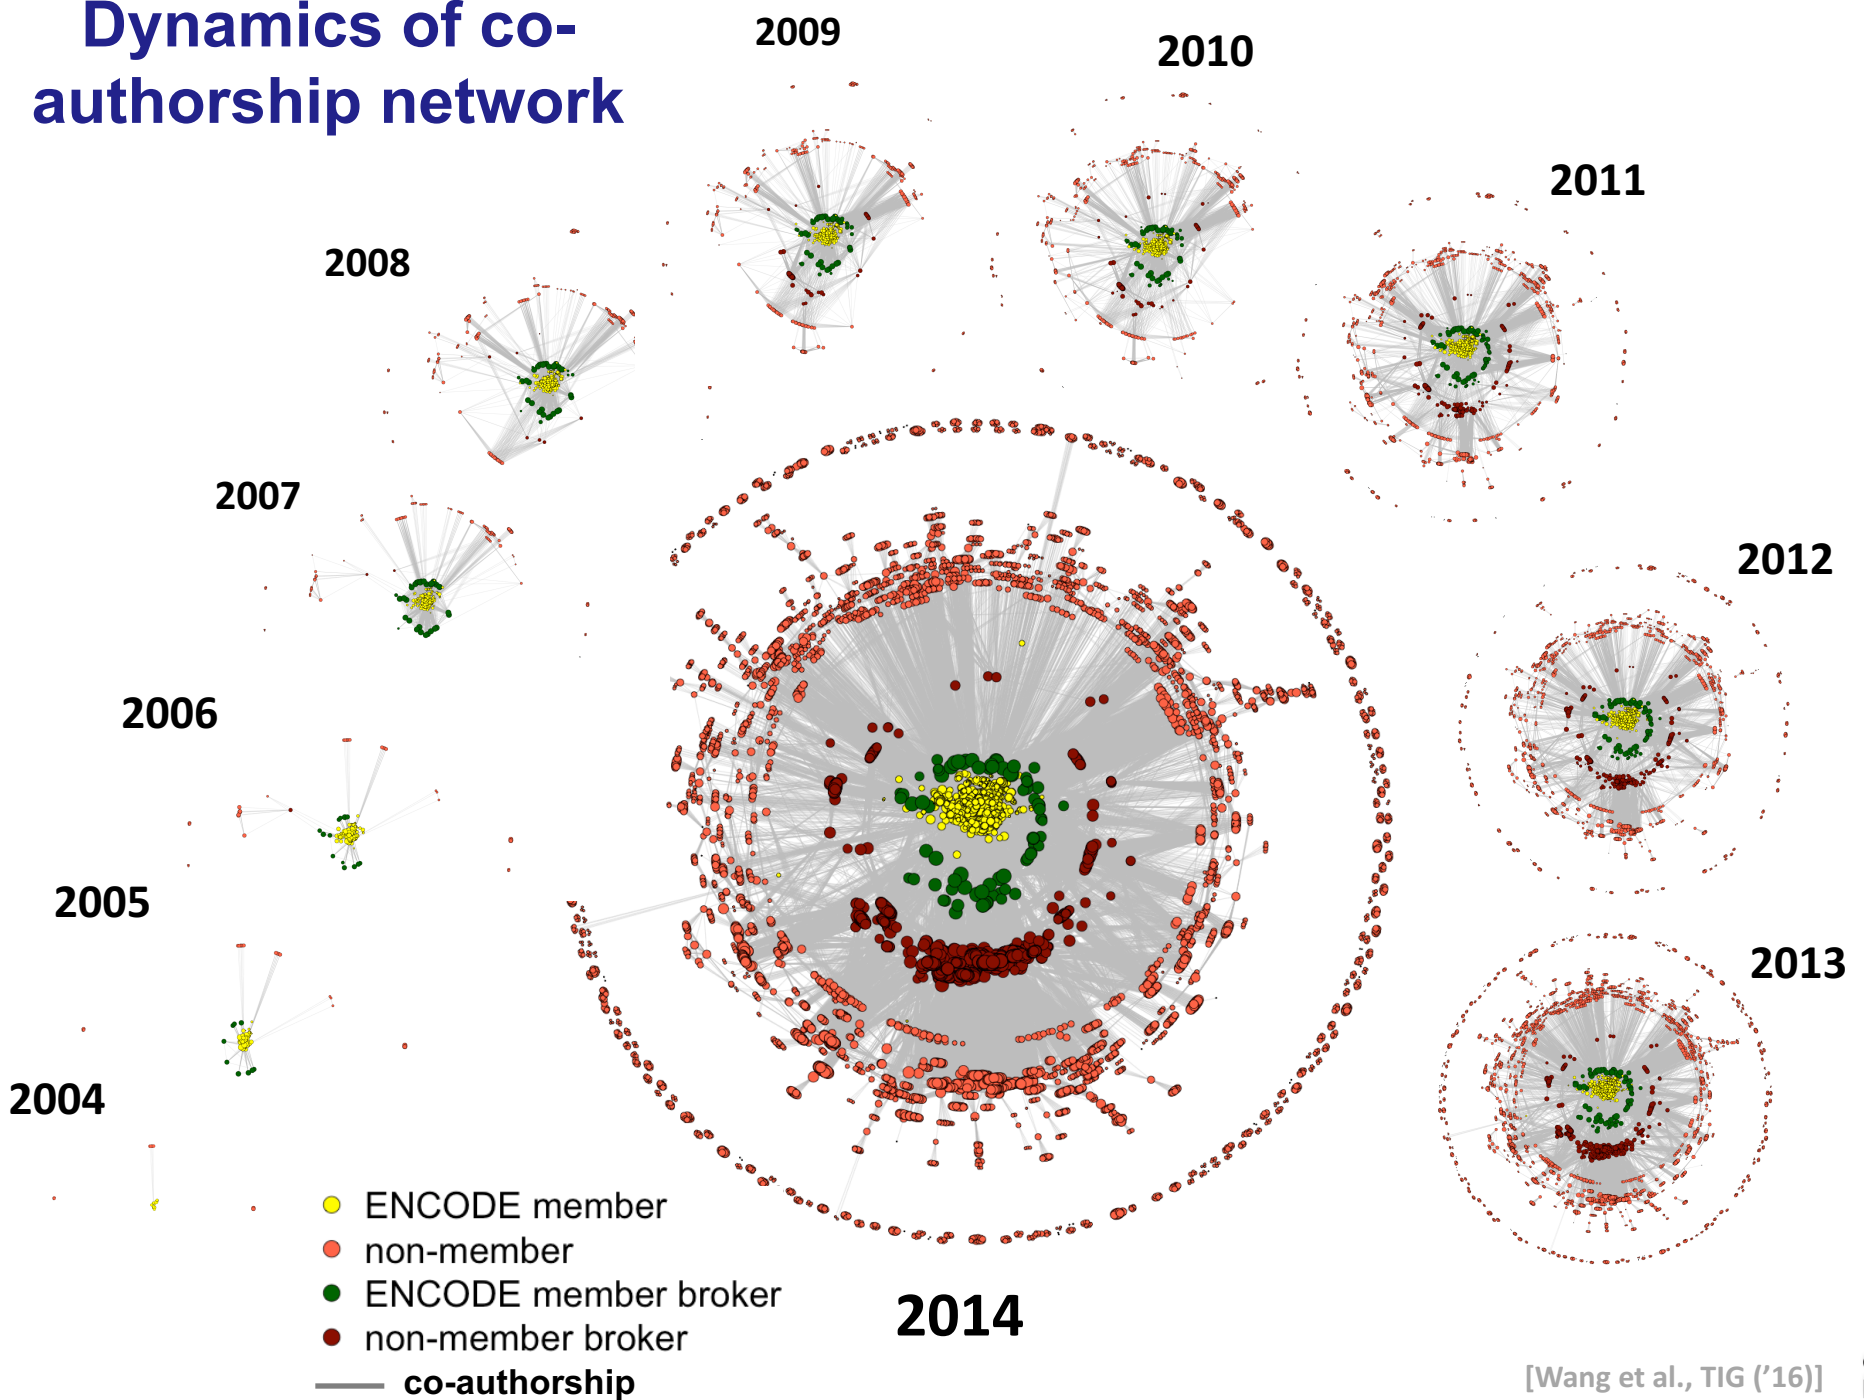 Dynamics of co-
authorship network
2009
2010
2011
2008
2007
2012
2006
2005
2013
2004
ENCODE member
non-member
ENCODE member broker
non-member broker
co-authorship
2014
[Wang et al., TIG (’16)]